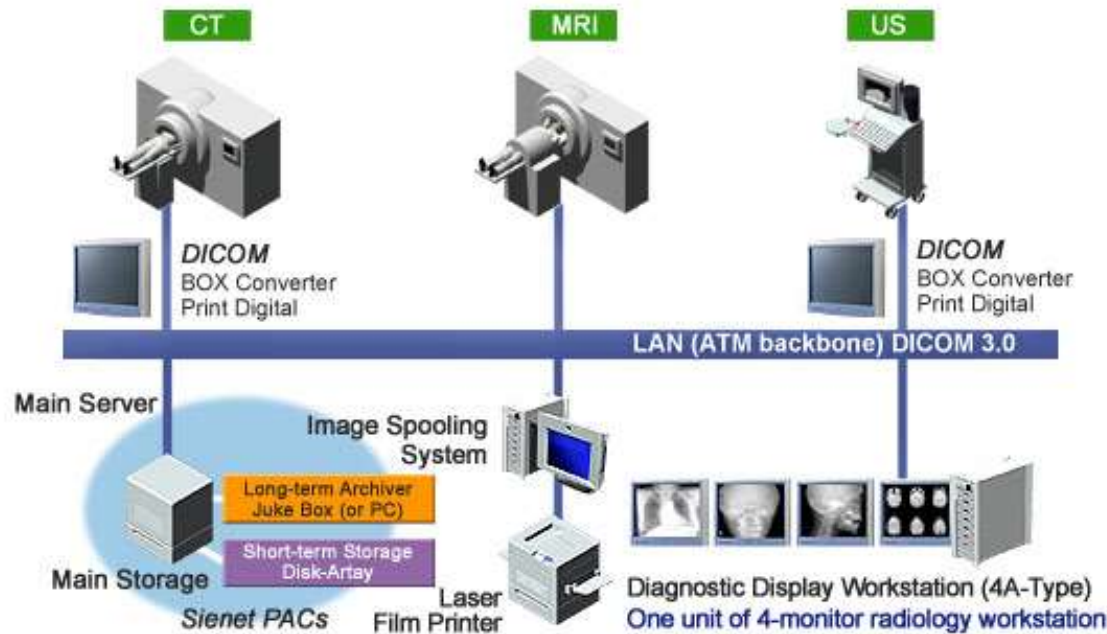 CT
MRI
US
DICOM
BOX Converter
Print Digital
DICOM
BOX Converter
Print Digital
LAN (ATM backbone) DICOM 3.0
Main Server
Image Spooling
System
Long-term Archiver
Juke Box (or PC)
Short-term Storage
Disk-Artay
Main Storage
Sienet PACs
Laser
Film Printer
Diagnostic Display Workstation (4A-Type)
One unit of 4-monitor radiology workstation